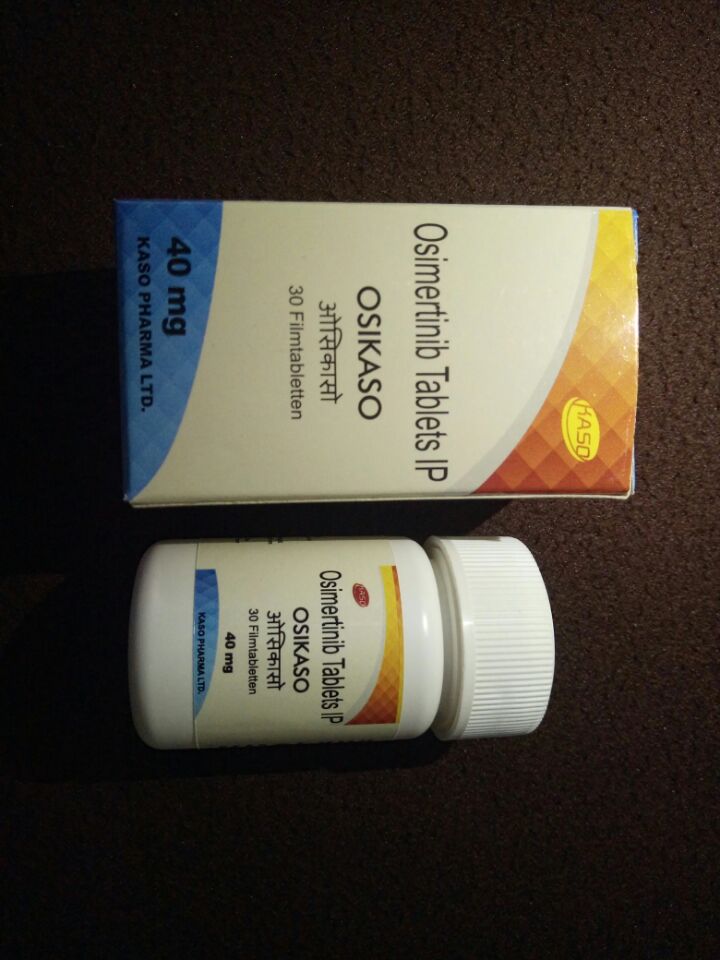 KASO
Osimertinib Tablets IP
OSIKASO
ओसिकासो
30 Filmtabletten
40 mg
KASO PHARMA LTD.
KASO
Osimertinib Tablets IP
OSIKASO
ओसिकासो
30 Filmtabletten
40 mg
KASO PHARMA LTD.